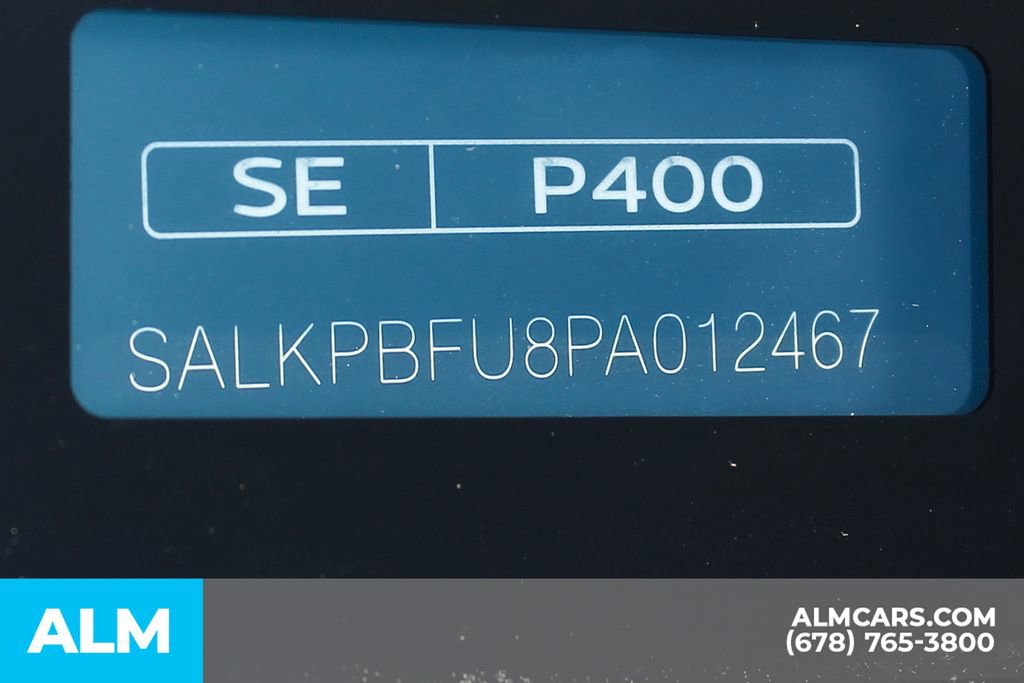 SE P400
SALKPBFU8PA012467
ALM
ALMCARS.COM
(678) 765-3800